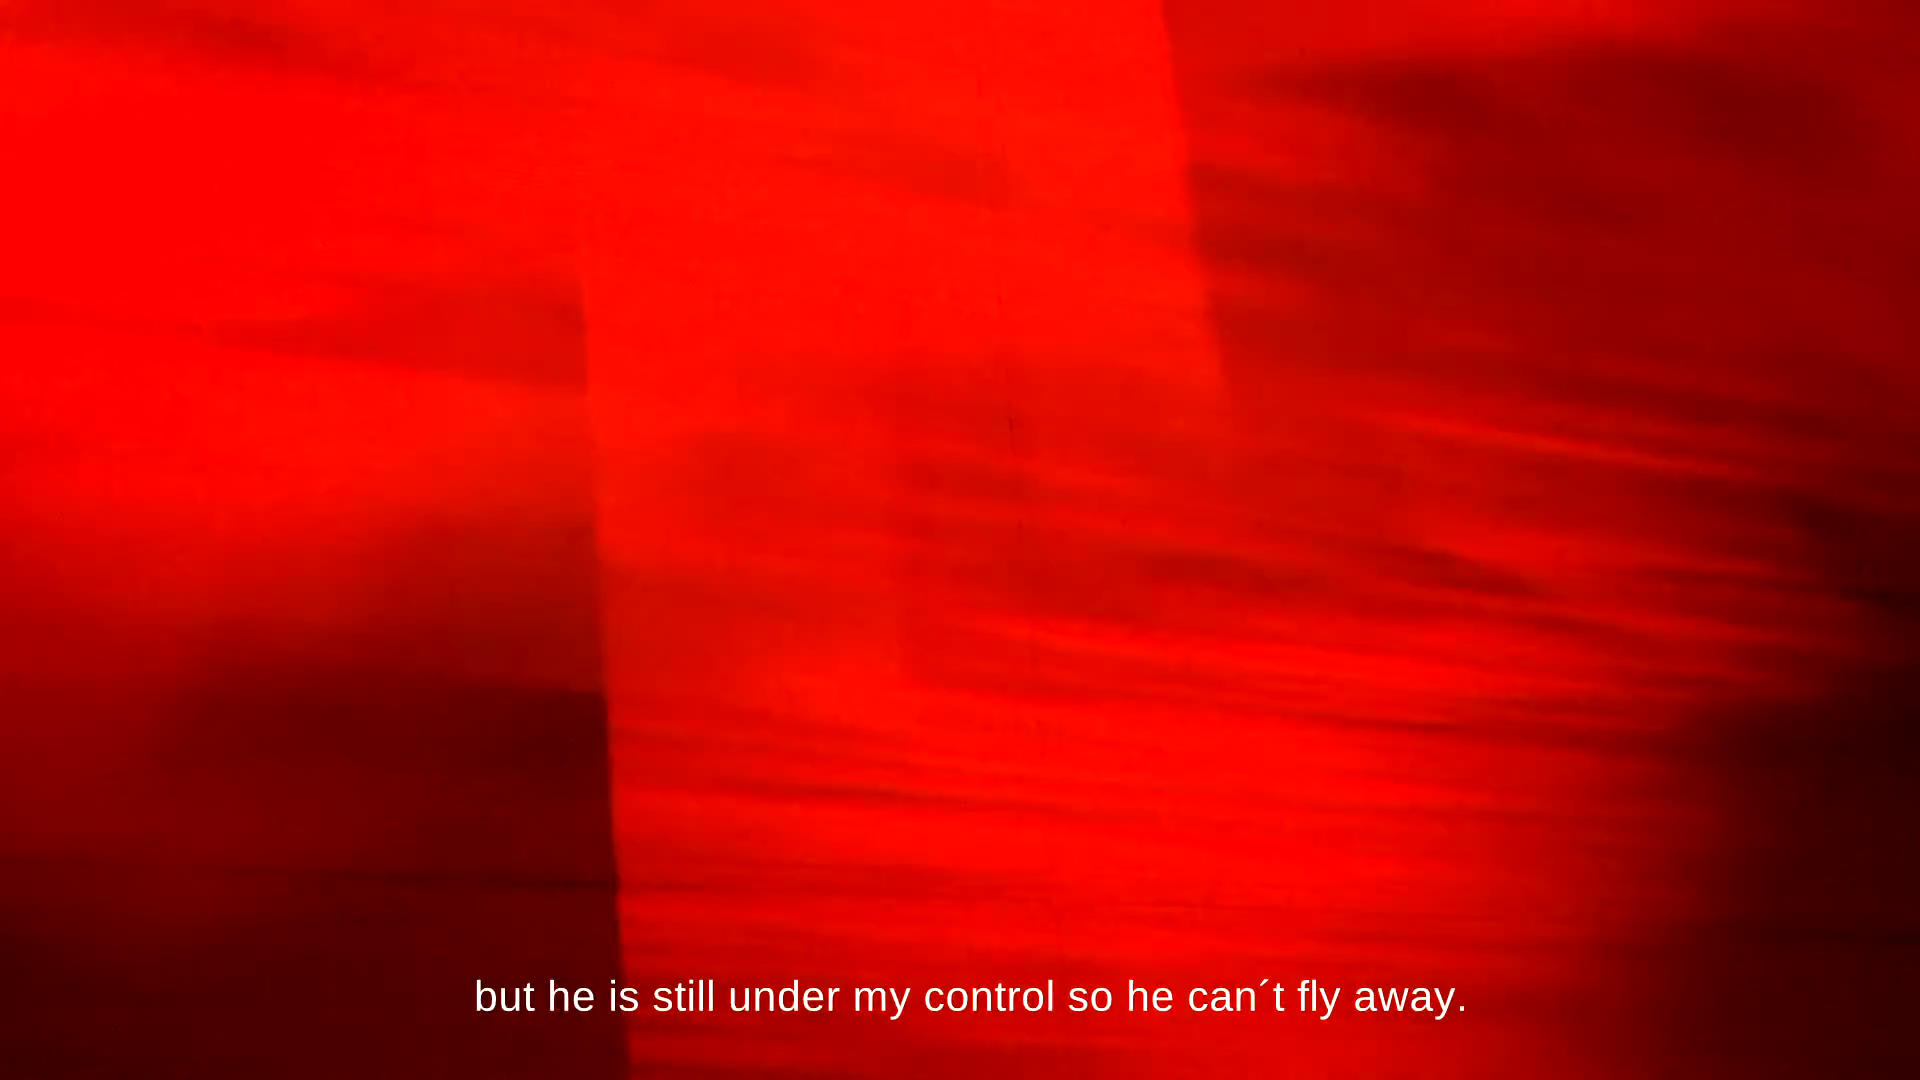 but he is still under my control so he can´t fly away.